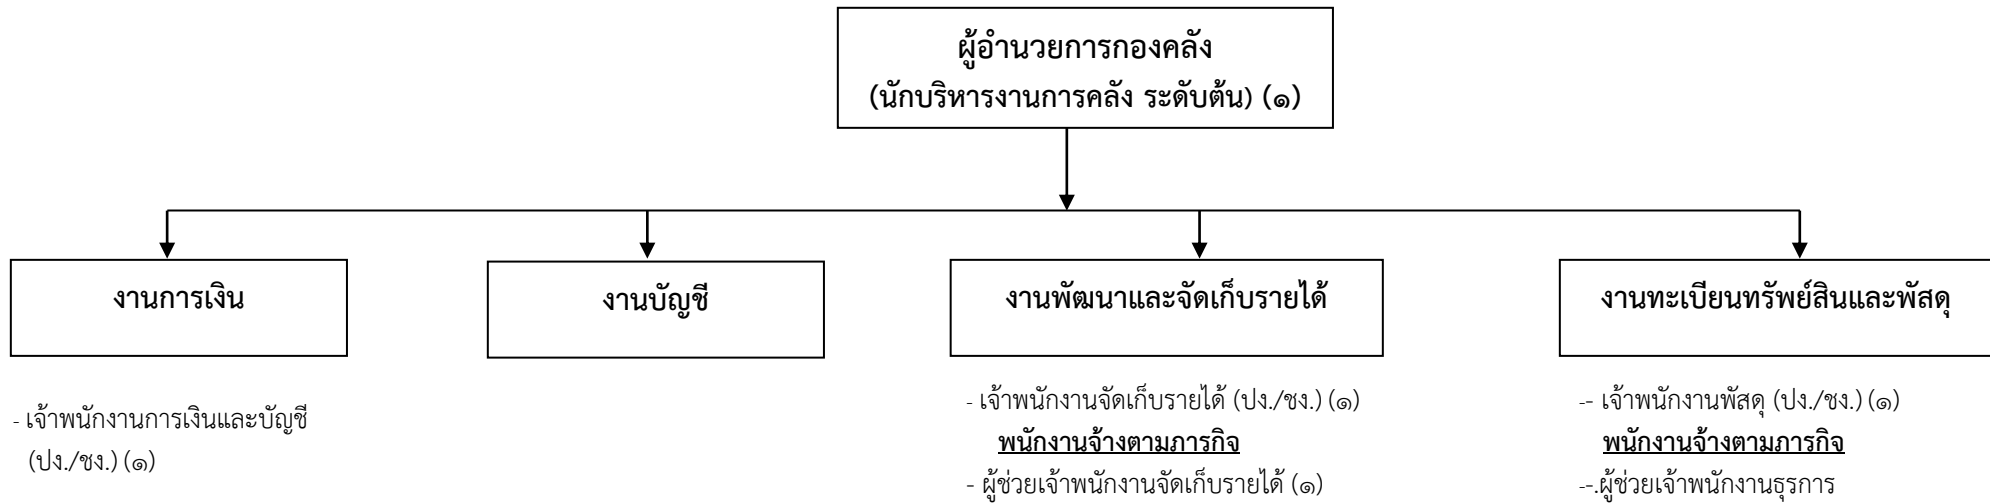 ผู้อำนวยการกองคลัง
(นักบริหารงานการคลัง ระดับต้น) (๑)
งานการเงิน
งานบัญชี
งานพัฒนาและจัดเก็บรายได้
งานทะเบียนทรัพย์สินและพัสดุ
- เจ้าพนักงานการเงินและบัญชี
(ปง./ชง.) (๑)
- เจ้าพนักงานจัดเก็บรายได้ (ปง./ชง.) (๑)
พนักงานจ้างตามภารกิจ
- ผู้ช่วยเจ้าพนักงานจัดเก็บรายได้ (๑)
-- เจ้าพนักงานพัสดุ (ปง./ชง.) (๑)
พนักงานจ้างตามภารกิจ
--.ผู้ช่วยเจ้าพนักงานธุรการ